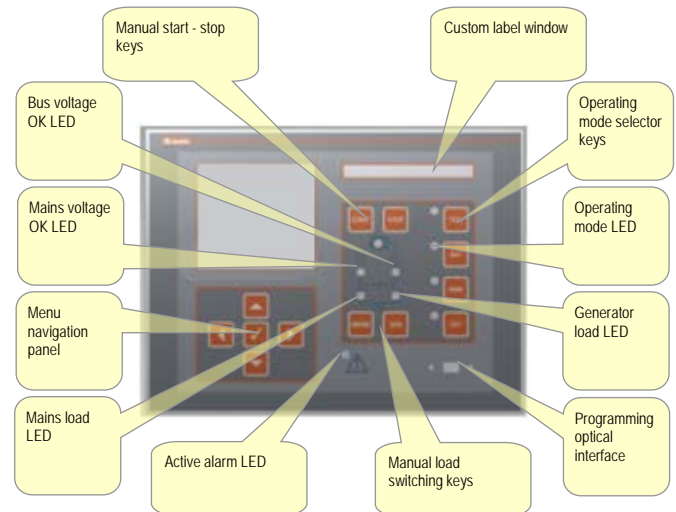 Manual start - stop
keys
Custom label window
Bus voltage
OK LED
Operating
mode selector
keys
Mains voltage
OK LED
Operating
mode LED
Menu
navigation
panel
Generator
load LED
Mains load
LED
Active alarm LED
Manual load
switching keys
Programming
optical
interface